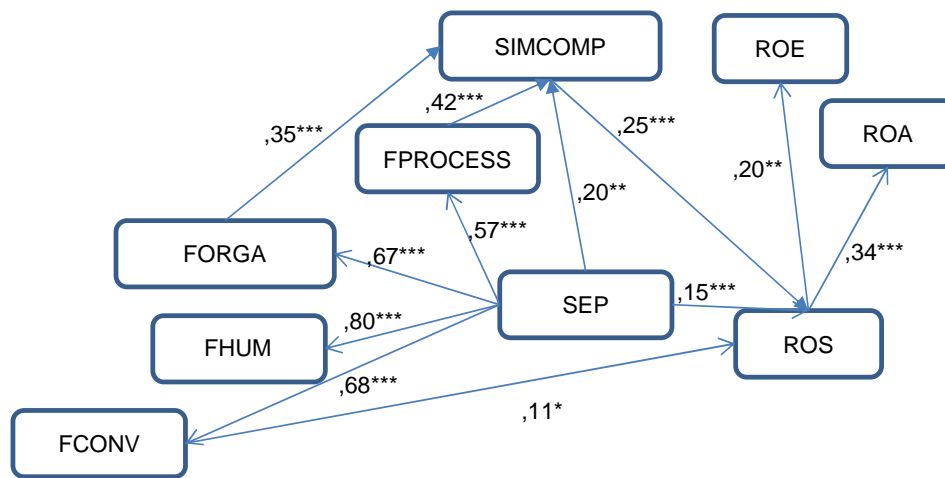 SIMCOMP
ROE
,42***
,35***
,25***
ROA
FPROCESS
,20**
,20**
,57***
FORGA
,67***
,34***
SEP
,15***
,80***
FHUM
ROS
,68***
,11*
FCONV